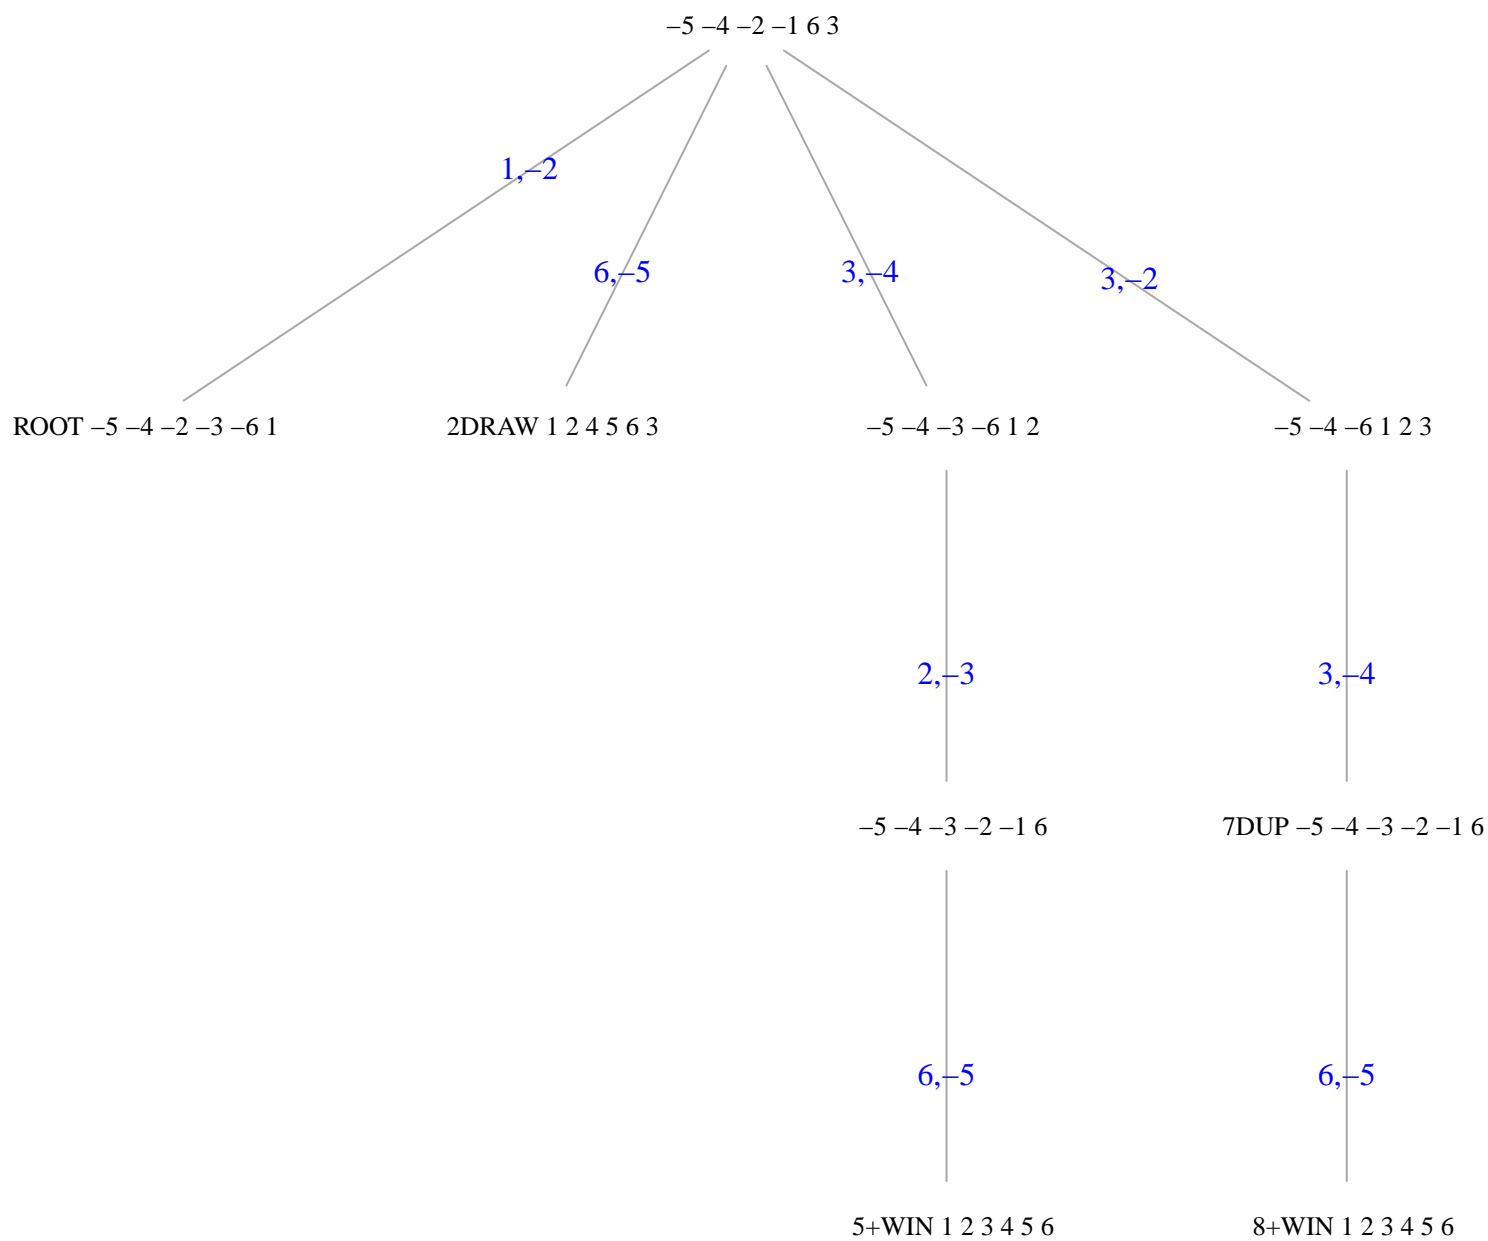 –5 –4 –2 –1 6 3
1,–2
6,–5
3,–4
3,–2
ROOT –5 –4 –2 –3 –6 1
2DRAW 1 2 4 5 6 3
–5 –4 –3 –6 1 2
–5 –4 –6 1 2 3
2,–3
3,–4
–5 –4 –3 –2 –1 6
7DUP –5 –4 –3 –2 –1 6
6,–5
6,–5
5+WIN 1 2 3 4 5 6
8+WIN 1 2 3 4 5 6